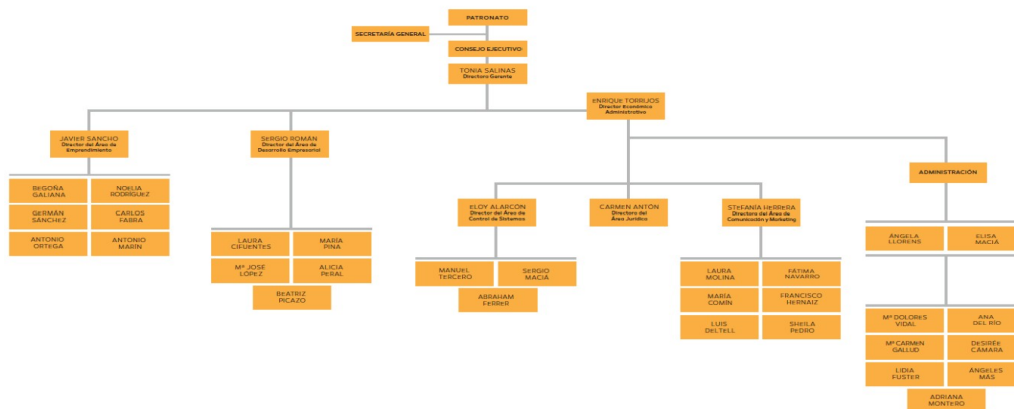 PATRONATO
SECRETARÍA GENERAL
CONSEJO EJECUTIVO
TONIA SALINAS
Directora Gerente
ENRIQUE TORRIJOS
Director Económico
Administrativo
JAVIER SANCHO
Director del Área de
Emprendimiento
SERGIO ROMÁN
Director del Área de
Desarrollo Empresarial
ADMINISTRACIÓN
BEGOÑA
GALIANA
NOELIA
RODRÍGUEZ
GERMÁN
SÁNCHEZ
CARLOS
FABRA
ANTONIO
ORTEGA
ANTONIO
MARÍN
ELOY ALARCÓN
Director del Área de
Control de Sistemas
CARMEN ANTÓN
Directora del
Área Jurídico
STEFANÍA HERRERA
Directora del Área de
Comunicación y Marketing
LAURA
CIFUENTES
MARÍA
PINA
Mª JOSÉ
LÓPEZ
ALICIA
PERAL
BEATRIZ
PICAZO
MANUEL
TERCERO
SERGIO
MACIÁ
ABRAHAM
FERRER
LAURA
MOLINA
FÁTIMA
NAVARRO
MARÍA
COMÍN
FRANCISCO
HERNAIZ
LUIS
DELTELL
SHEILA
PEDRO
ÁNGELA
LLORENS
ELISA
MACIÁ
Mª DOLORES
VIDAL
ANA
DEL RÍO
Mª CARMEN
GALLUD
DESIRÉE
CÁMARA
LIDIA
FUSTER
ÁNGELES
MÁS
ADRIANA
MONTERO